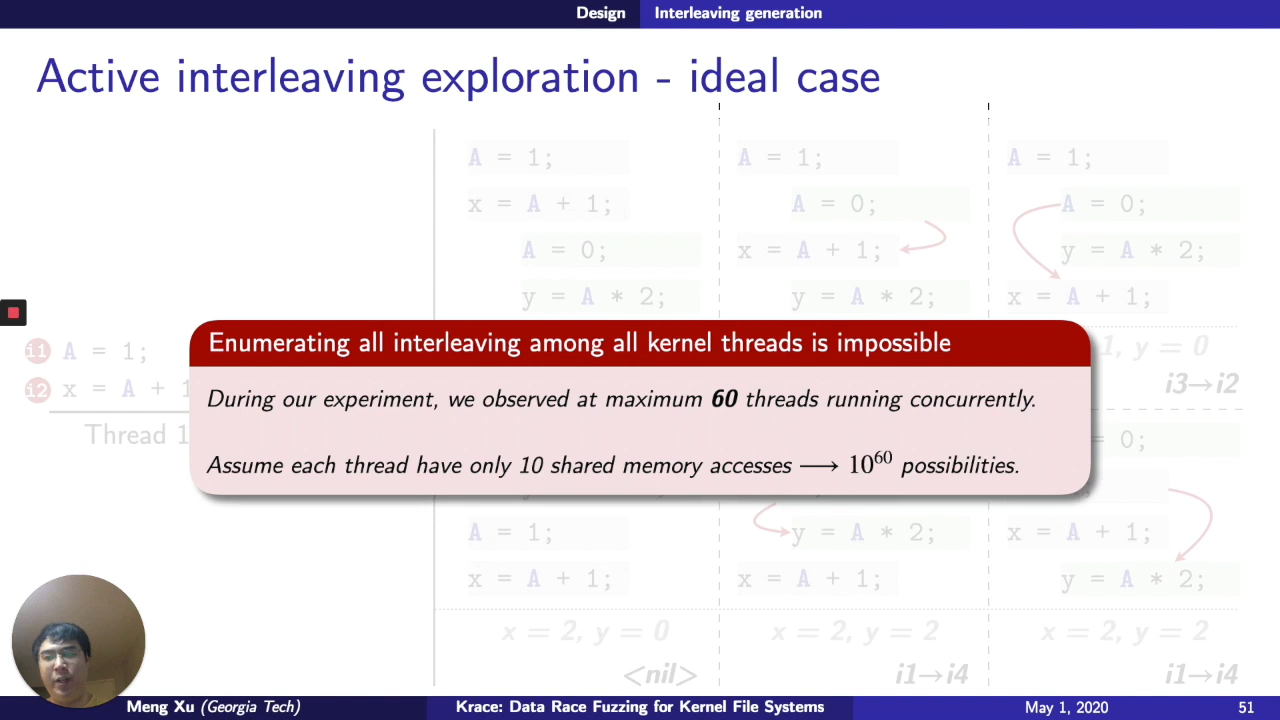 Design Interleaving generation
Active interleaving exploration - ideal case
A = 1; A = 1; A = 1;
x = A + 1; A = 0; A = 0;
A = 0; x = A + 1; y = A * 2;
y = A * 2; y = A * 2; x = A + 1;
Enumerating all interleaving among all kernel threads is impossible
i1 A = 1; 1, y = 0
i2 x = A + 1 i3→i2
During our experiment, we observed at maximum 60 threads running concurrently.
Thread 1 = 0;
Assume each thread have only 10 shared memory accesses ⟶ 10⁶⁰ possibilities.
A = 1; y = A * 2; x = A + 1;
x = A + 1; x = A + 1; y = A * 2;
x = 2, y = 0 x = 2, y = 2 x = 2, y = 2
<nil> i1→i4 i1→i4
Meng Xu (Georgia Tech) Krace: Data Race Fuzzing for Kernel File Systems May 1, 2020 51